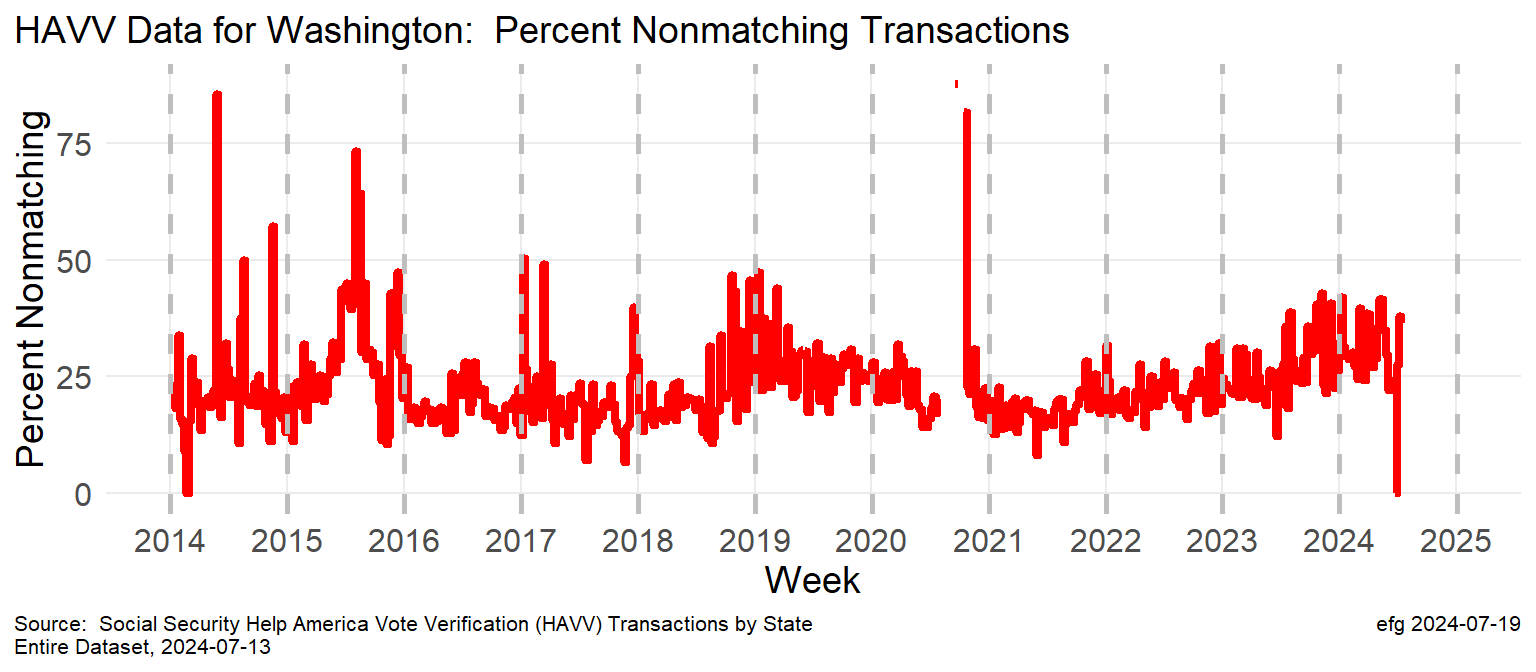 HAVV Data for Washington:  Percent Nonmatching Transactions
Percent Nonmatching
75
50
25
0
2014 2015 2016 2017 2018 2019 2020 2021 2022 2023 2024 2025
Week
Source:  Social Security Help America Vote Verification (HAVV) Transactions by State
Entire Dataset, 2024-07-13
efg 2024-07-19